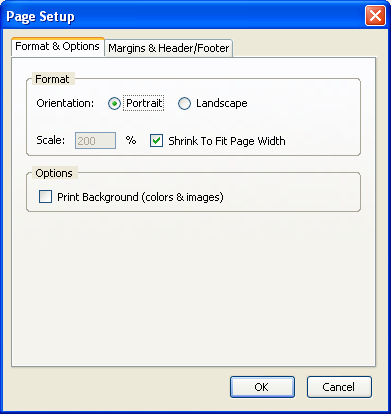 Page Setup
Format & Options Margins & Header/Footer
Format
Orientation: Portrait Landscape
Scale: 200 % Shrink To Fit Page Width
Options
Print Background (colors & images)
OK Cancel